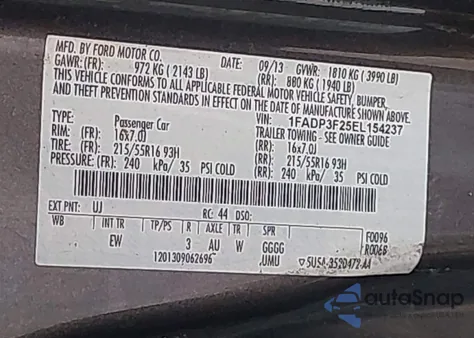 MFD. BY FORD MOTOR CO.
DATE: 09/13 GVWR: 1810 KG (3990 LB)
GAWR: (FR): 972 KG (2143 LB) (RR): 880 KG (1940 LB)
THIS VEHICLE CONFORMS TO ALL APPLICABLE FEDERAL MOTOR VEHICLE SAFETY, BUMPER,
AND THEFT PREVENTION STANDARDS IN EFFECT ON THE DATE OF MANUFACTURE SHOWN ABOVE.
VIN: 1FADP3F25EL154237
TYPE: Passenger Car TRAILER TOWING - SEE OWNER GUIDE
RIM: (FR): 16x7.0J (RR): 16x7.0J
TIRE: (FR): 215/55R16 93H (RR): 215/55R16 93H
PRESSURE: (FR): 240 kPa/ 35 PSI COLD (RR): 240 kPa/ 35 PSI COLD
EXT PNT: UJ RC: 44 DSO: F0096
WB INT TR TP/PS R AXLE TR SPR R0068
EW 3 AU W GGGG
1201309062696 UMU ▽5U5A-3520472-AA
autoSnap